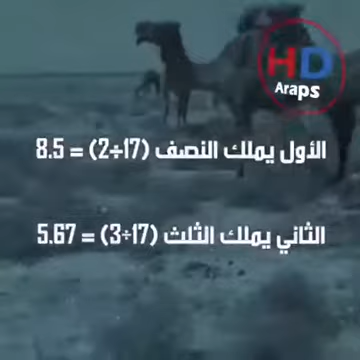 HD
Araps
الأول يملك النصف (17÷2) = 8.5
الثاني يملك الثلث (17÷3) = 5.67